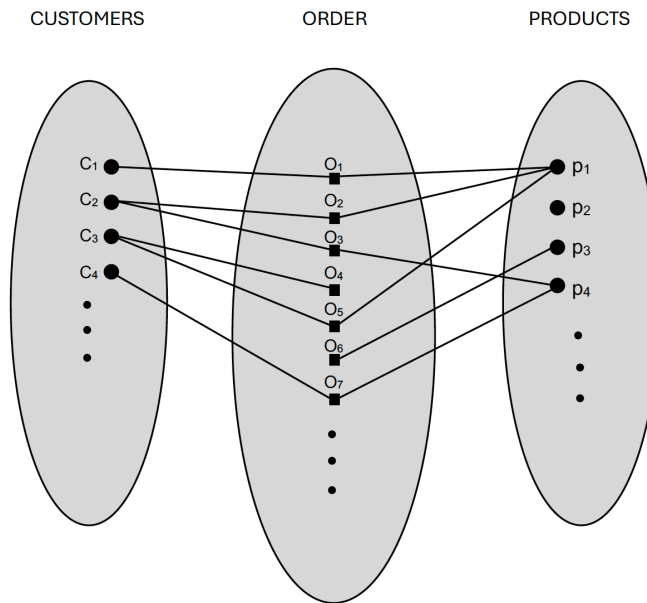 CUSTOMERS ORDER PRODUCTS
C₁ O₁ p₁
C₂ O₂ p₂
C₃ O₃ p₃
C₄ O₄ p₄
O₅
O₆
O₇